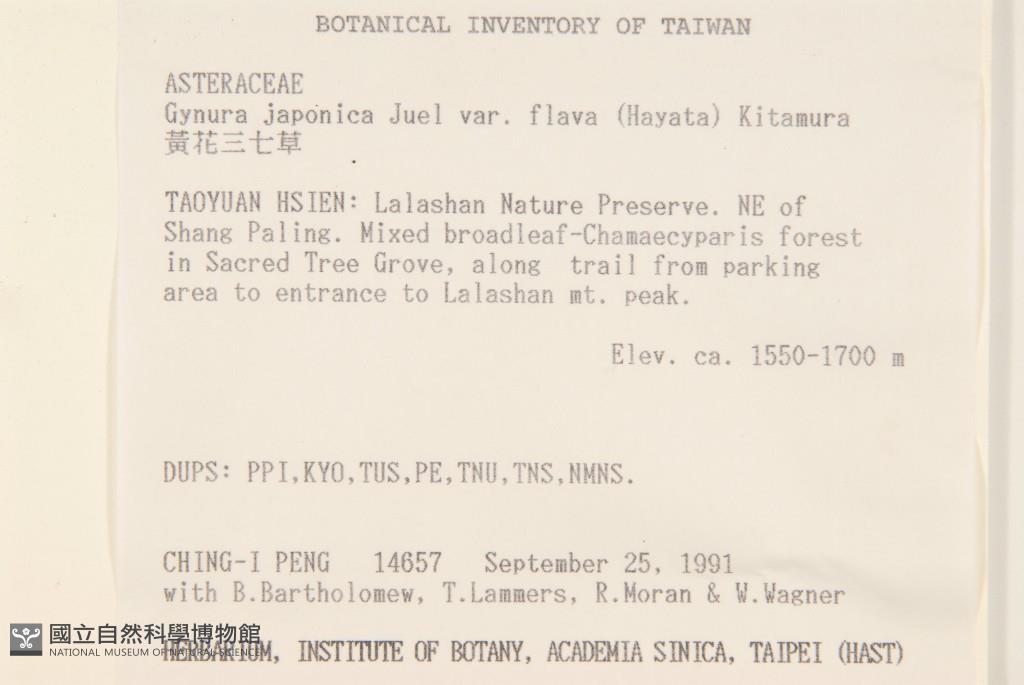 BOTANICAL INVENTORY OF TAIWAN
ASTERACEAE
Gynura japonica Juel var. flava (Hayata) Kitamura
黃花三七草
TAOYUAN HSIEN: Lalashan Nature Preserve. NE of
Shang Paling. Mixed broadleaf-Chamaecyparis forest
in Sacred Tree Grove, along trail from parking
area to entrance to Lalashan mt. peak.
Elev. ca. 1550-1700 m
DUPS: PPI,KYO,TUS,PE,TNU,TNS,NMNS.
CHING-I PENG 14657 September 25, 1991
with B.Bartholomew, T.Lammers, R.Moran & W.Wagner
國立自然科學博物館
NATIONAL MUSEUM OF NATURAL SCIENCE
HERBARIUM, INSTITUTE OF BOTANY, ACADEMIA SINICA, TAIPEI (HAST)